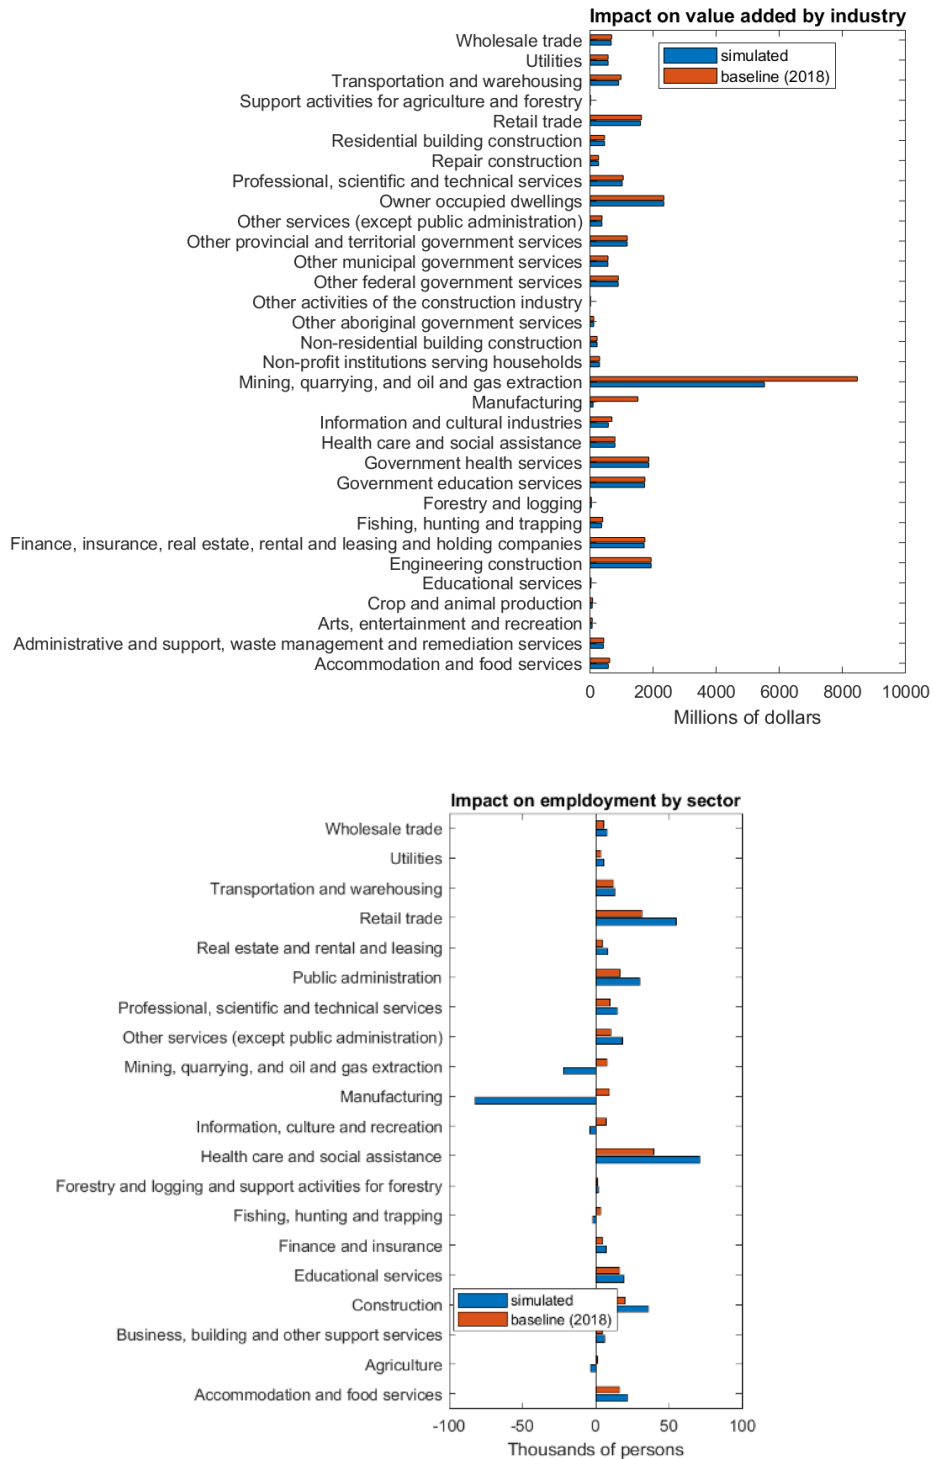 Impact on value added by industry
Wholesale trade
Utilities
Transportation and warehousing
Support activities for agriculture and forestry
Retail trade
Residential building construction
Repair construction
Professional, scientific and technical services
Owner occupied dwellings
Other services (except public administration)
Other provincial and territorial government services
Other municipal government services
Other federal government services
Other activities of the construction industry
Other aboriginal government services
Non-residential building construction
Non-profit institutions serving households
Mining, quarrying, and oil and gas extraction
Manufacturing
Information and cultural industries
Health care and social assistance
Government health services
Government education services
Forestry and logging
Fishing, hunting and trapping
Finance, insurance, real estate, rental and leasing and holding companies
Engineering construction
Educational services
Crop and animal production
Arts, entertainment and recreation
Administrative and support, waste management and remediation services
Accommodation and food services
simulated
baseline (2018)
0 2000 4000 6000 8000 10000
Millions of dollars
Impact on empldoyment by sector
Wholesale trade
Utilities
Transportation and warehousing
Retail trade
Real estate and rental and leasing
Public administration
Professional, scientific and technical services
Other services (except public administration)
Mining, quarrying, and oil and gas extraction
Manufacturing
Information, culture and recreation
Health care and social assistance
Forestry and logging and support activities for forestry
Fishing, hunting and trapping
Finance and insurance
Educational services
Construction
Business, building and other support services
Agriculture
Accommodation and food services
simulated
baseline (2018)
-100 -50 0 50 100
Thousands of persons